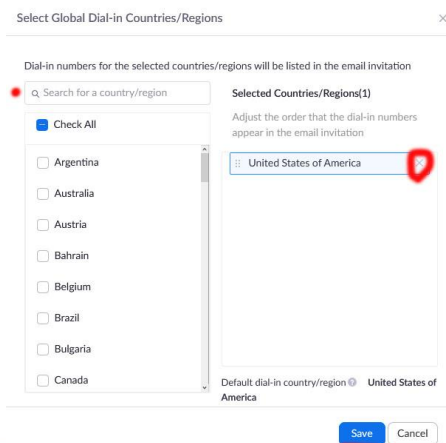 Select Global Dial-in Countries/Regions
Dial-in numbers for the selected countries/regions will be listed in the email invitation
Search for a country/region
Check All
Argentina
Australia
Austria
Bahrain
Belgium
Brazil
Bulgaria
Canada
Selected Countries/Regions(1)
Adjust the order that the dial-in numbers
appear in the email invitation
United States of America
Default dial-in country/region United States of
America
Save Cancel